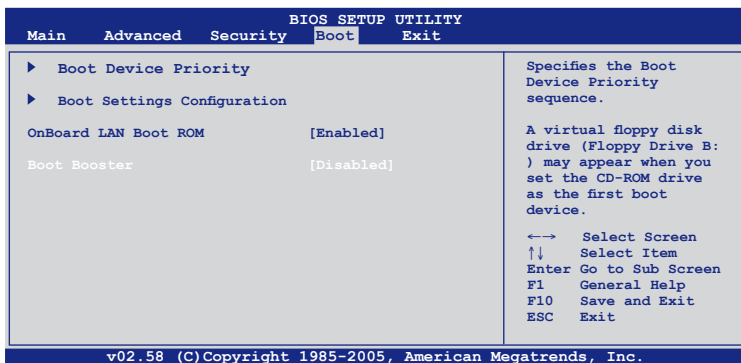 BIOS SETUP UTILITY
Main Advanced Security Boot Exit
Boot Device Priority
Boot Settings Configuration
OnBoard LAN Boot ROM [Enabled]
Boot Booster [Disabled]
Specifies the Boot
Device Priority
sequence.
A virtual floppy disk
drive (Floppy Drive B:
) may appear when you
set the CD-ROM drive
as the first boot
device.
←→ Select Screen
↑↓ Select Item
Enter Go to Sub Screen
F1 General Help
F10 Save and Exit
ESC Exit
v02.58 (C)Copyright 1985-2005, American Megatrends, Inc.